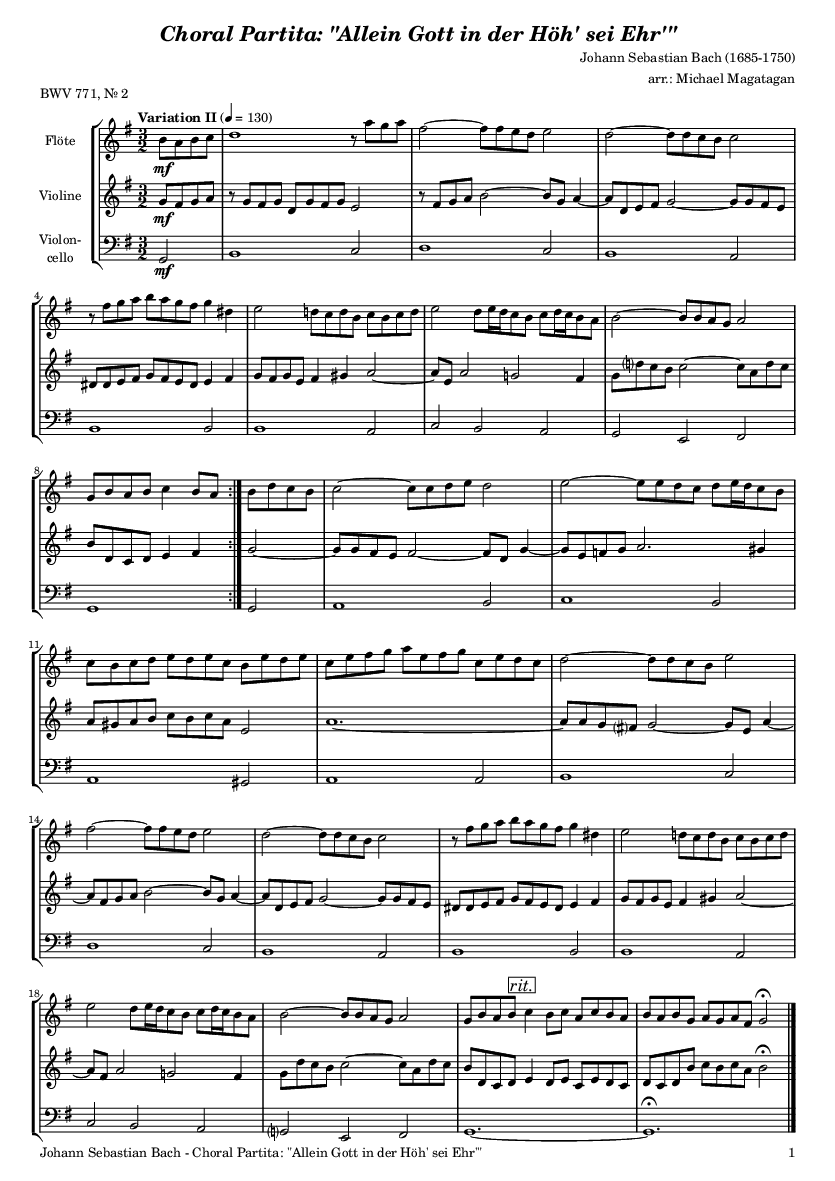 Choral Partita: "Allein Gott in der Höh' sei Ehr'"
Johann Sebastian Bach (1685-1750)
arr.: Michael Magatagan
BWV 771, № 2
Variation II (♩= 130)
Flöte
mf
Violine
mf
Violon-
cello
mf
4
8
11
14
18
rit.
Johann Sebastian Bach - Choral Partita: "Allein Gott in der Höh' sei Ehr'"
1